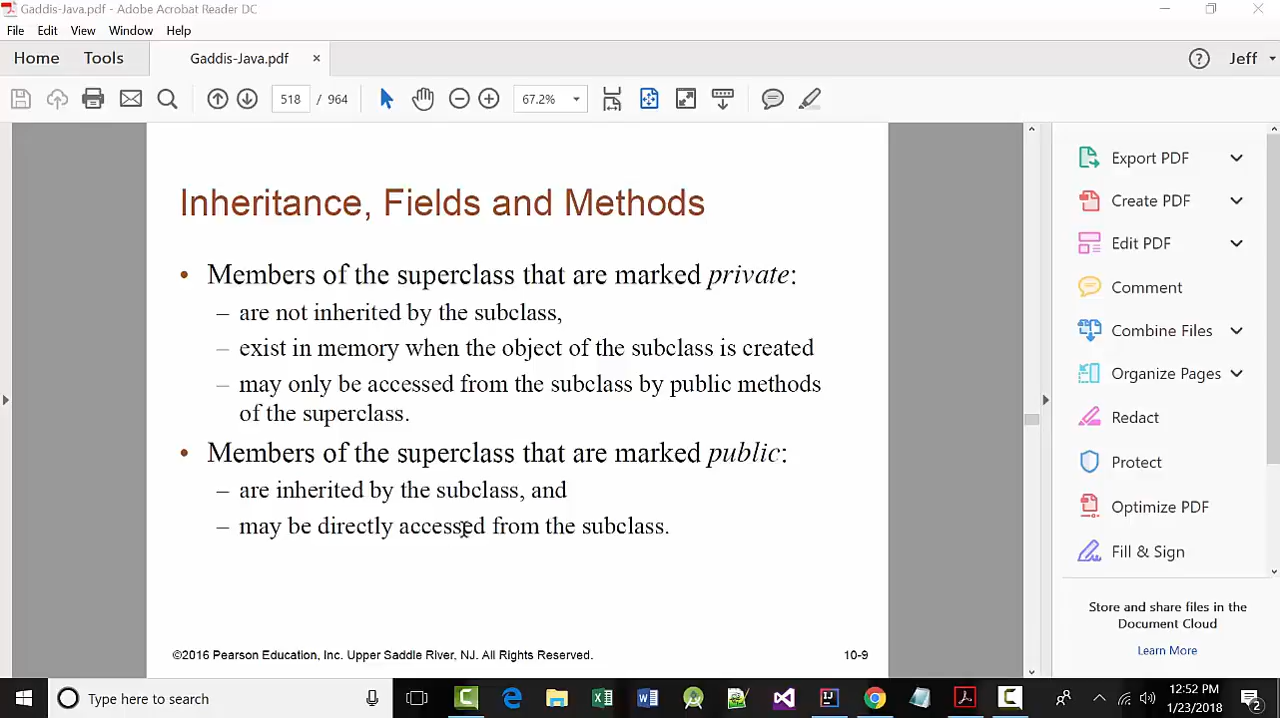 Gaddis-Java.pdf - Adobe Acrobat Reader DC
File Edit View Window Help
Home Tools Gaddis-Java.pdf × ? Jeff
518 / 964 67.2%
Inheritance, Fields and Methods
• Members of the superclass that are marked private:
– are not inherited by the subclass,
– exist in memory when the object of the subclass is created
– may only be accessed from the subclass by public methods
of the superclass.
• Members of the superclass that are marked public:
– are inherited by the subclass, and
– may be directly accessed from the subclass.
©2016 Pearson Education, Inc. Upper Saddle River, NJ. All Rights Reserved. 10-9
Export PDF
Create PDF
Edit PDF
Comment
Combine Files
Organize Pages
Redact
Protect
Optimize PDF
Fill & Sign
Store and share files in the
Document Cloud
Learn More
Type here to search
12:52 PM
1/23/2018
2